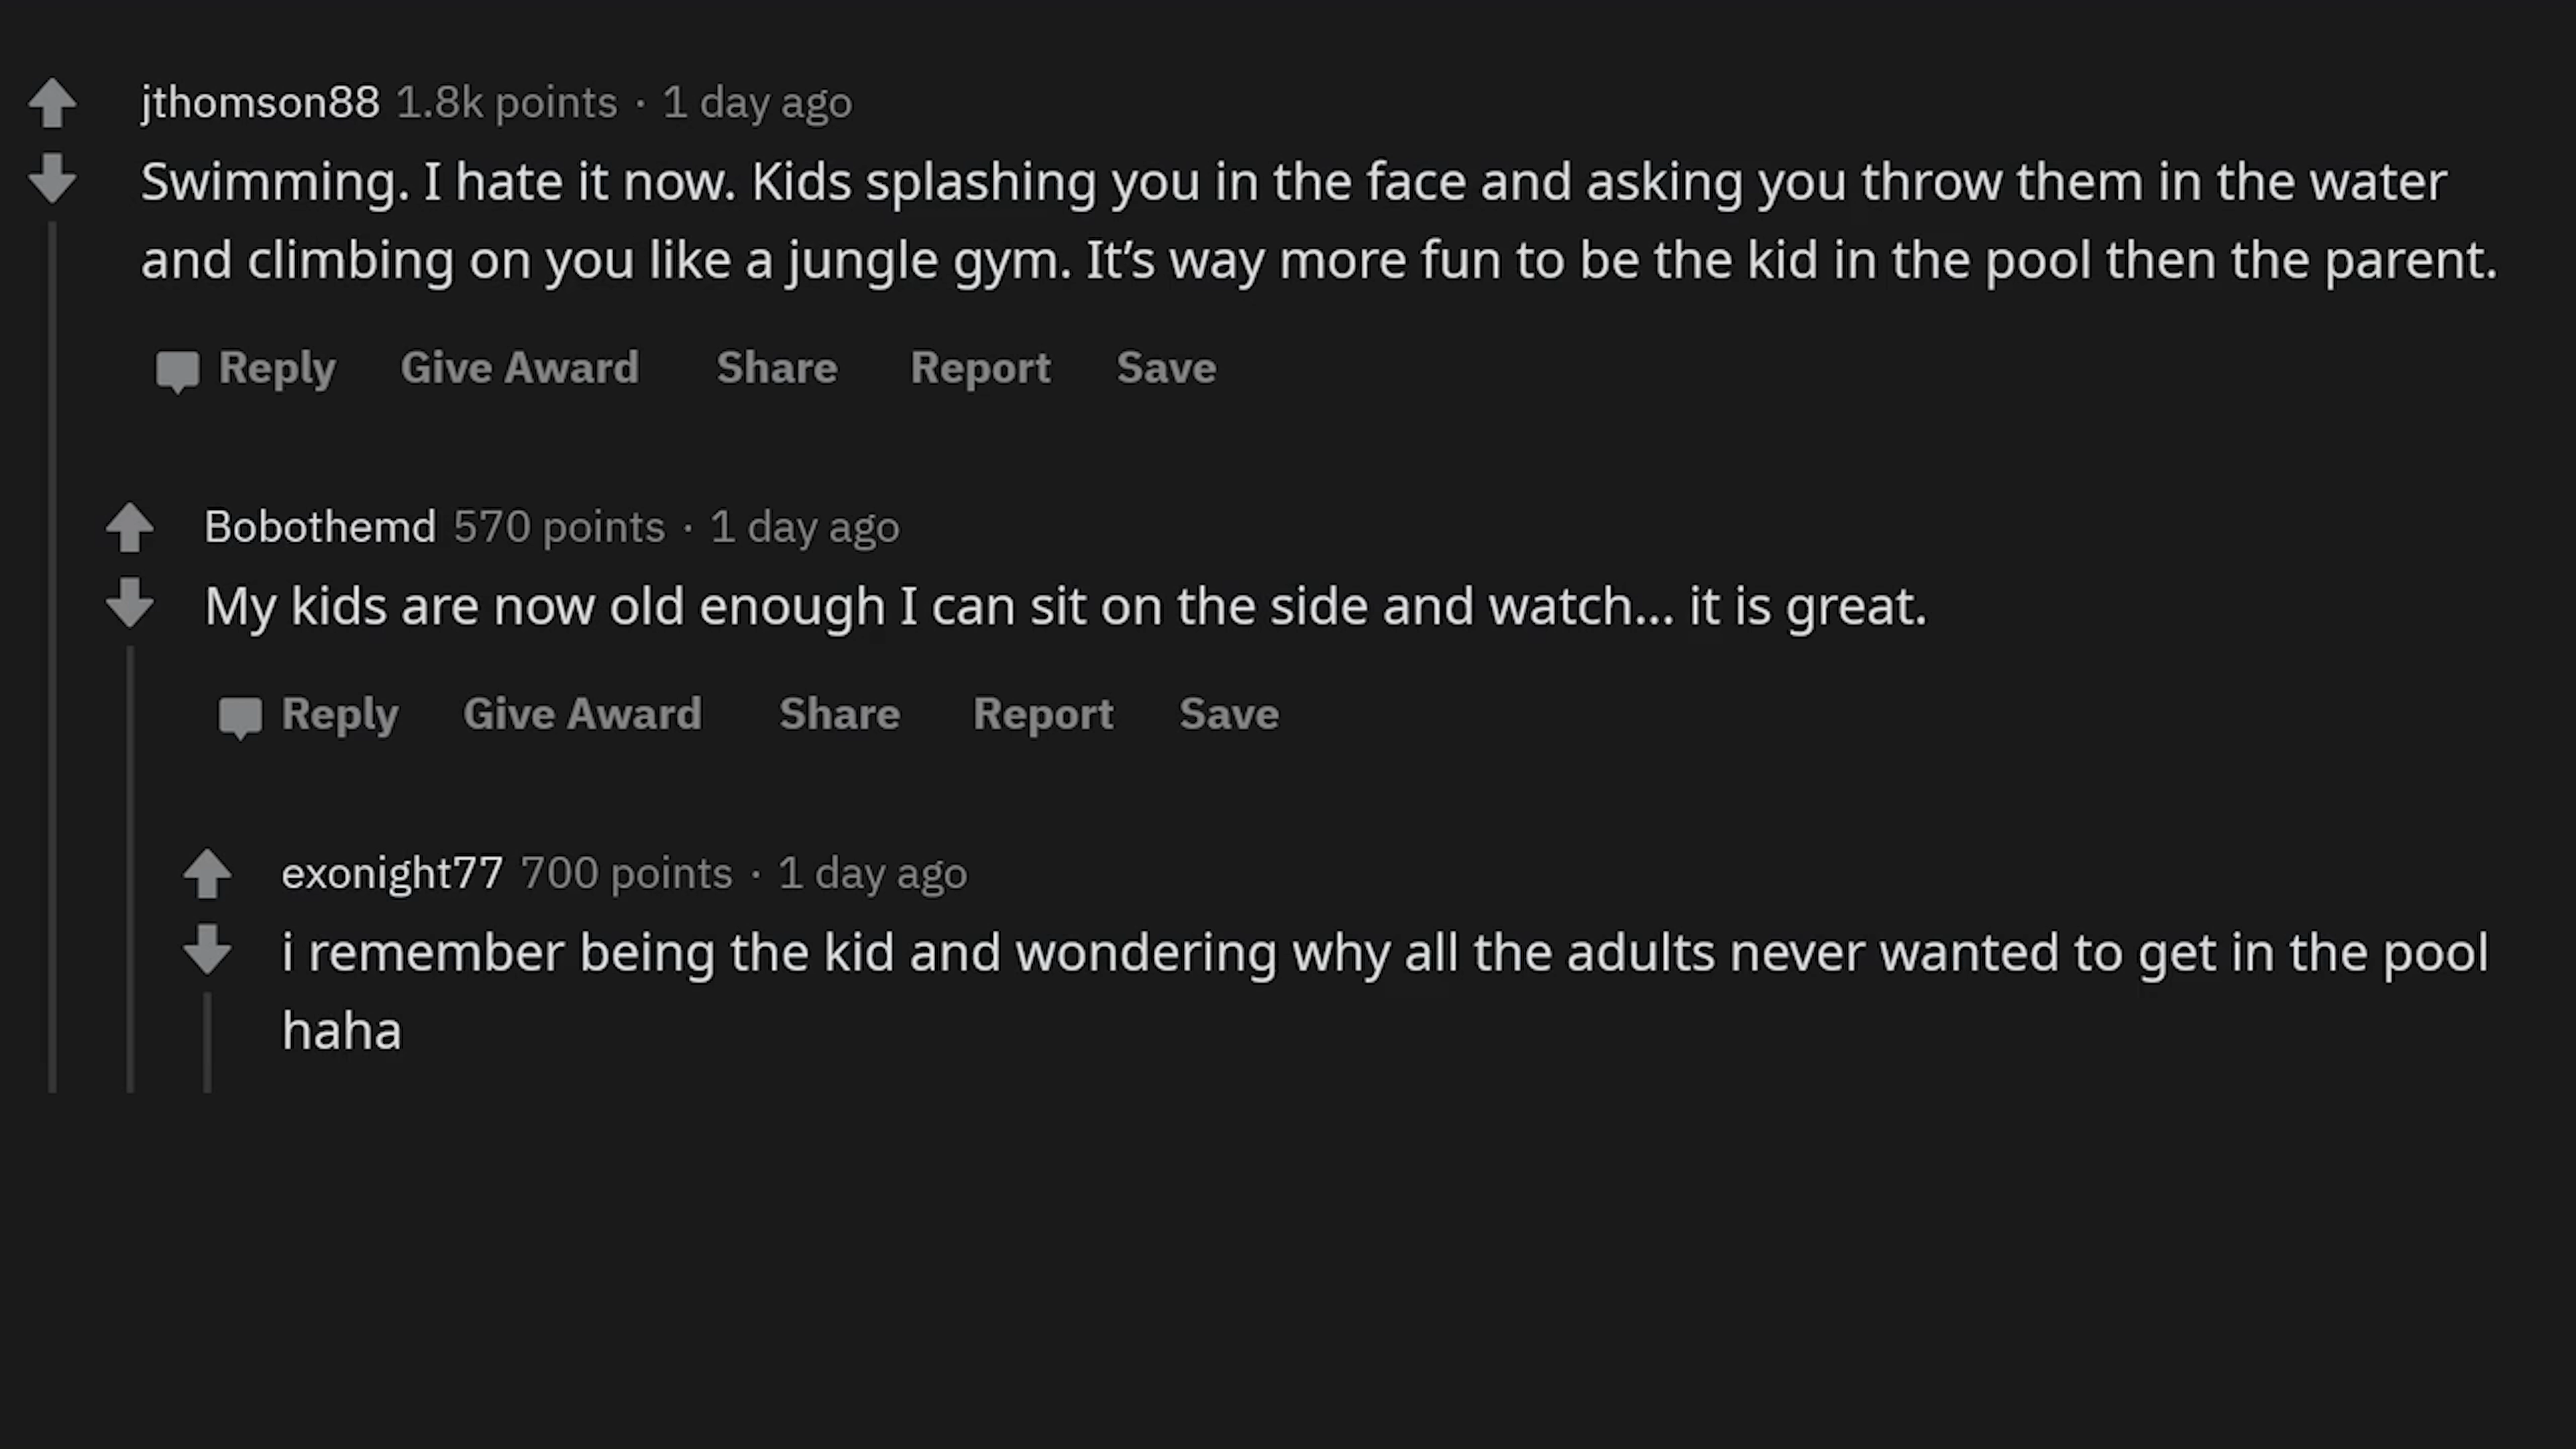 jthomson88 1.8k points · 1 day ago
Swimming. I hate it now. Kids splashing you in the face and asking you throw them in the water
and climbing on you like a jungle gym. It’s way more fun to be the kid in the pool then the parent.
Reply Give Award Share Report Save
Bobothemd 570 points · 1 day ago
My kids are now old enough I can sit on the side and watch... it is great.
Reply Give Award Share Report Save
exonight77 700 points · 1 day ago
i remember being the kid and wondering why all the adults never wanted to get in the pool
haha